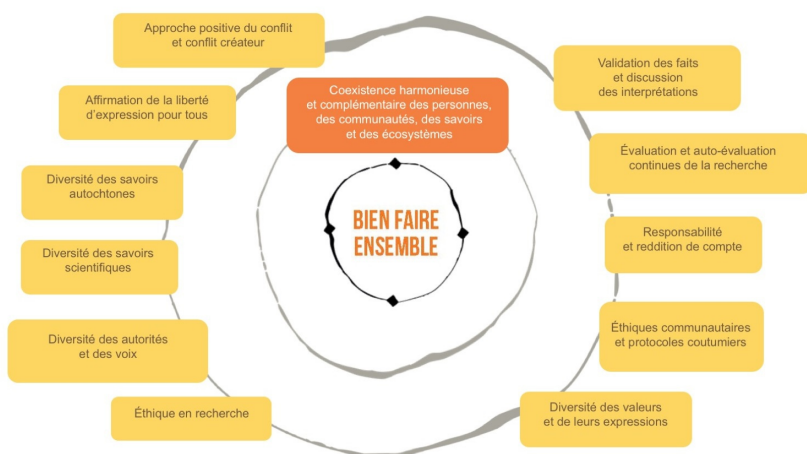 Approche positive du conflit
et conflit créateur
Affirmation de la liberté
d'expression pour tous
Diversité des savoirs
autochtones
Diversité des savoirs
scientifiques
Diversité des autorités
et des voix
Éthique en recherche
Coexistence harmonieuse
et complémentaire des personnes,
des communautés, des savoirs
et des écosystèmes
BIEN FAIRE
ENSEMBLE
Validation des faits
et discussion
des interprétations
Évaluation et auto-évaluation
continues de la recherche
Responsabilité
et reddition de compte
Éthiques communautaires
et protocoles coutumiers
Diversité des valeurs
et de leurs expressions